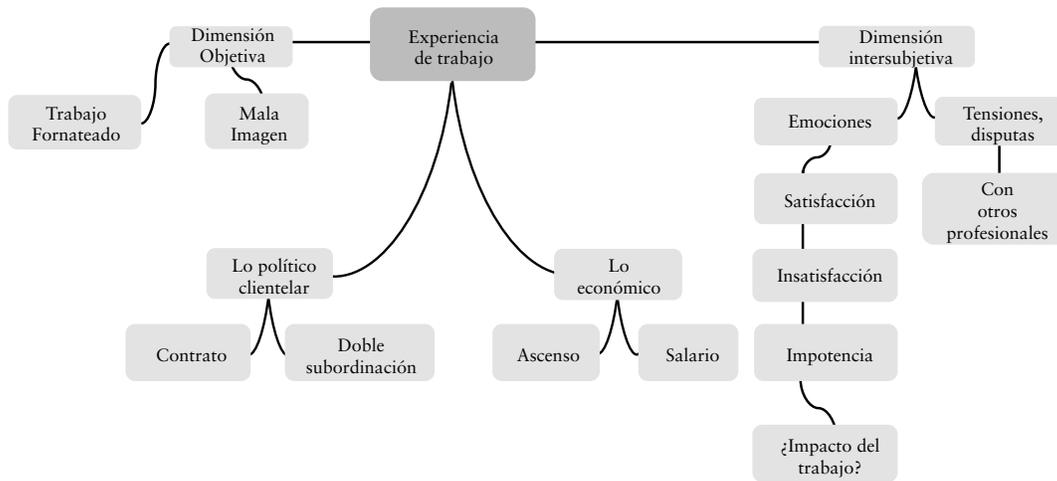 Experiencia
de trabajo
Dimensión
Objetiva
Trabajo
Fornateado
Mala
Imagen
Lo político
clientelar
Contrato
Doble
subordinación
Lo
económico
Ascenso
Salario
Dimensión
intersubjetiva
Emociones
Satisfacción
Insatisfacción
Impotencia
¿Impacto del
trabajo?
Tensiones,
disputas
Con
otros
profesionales